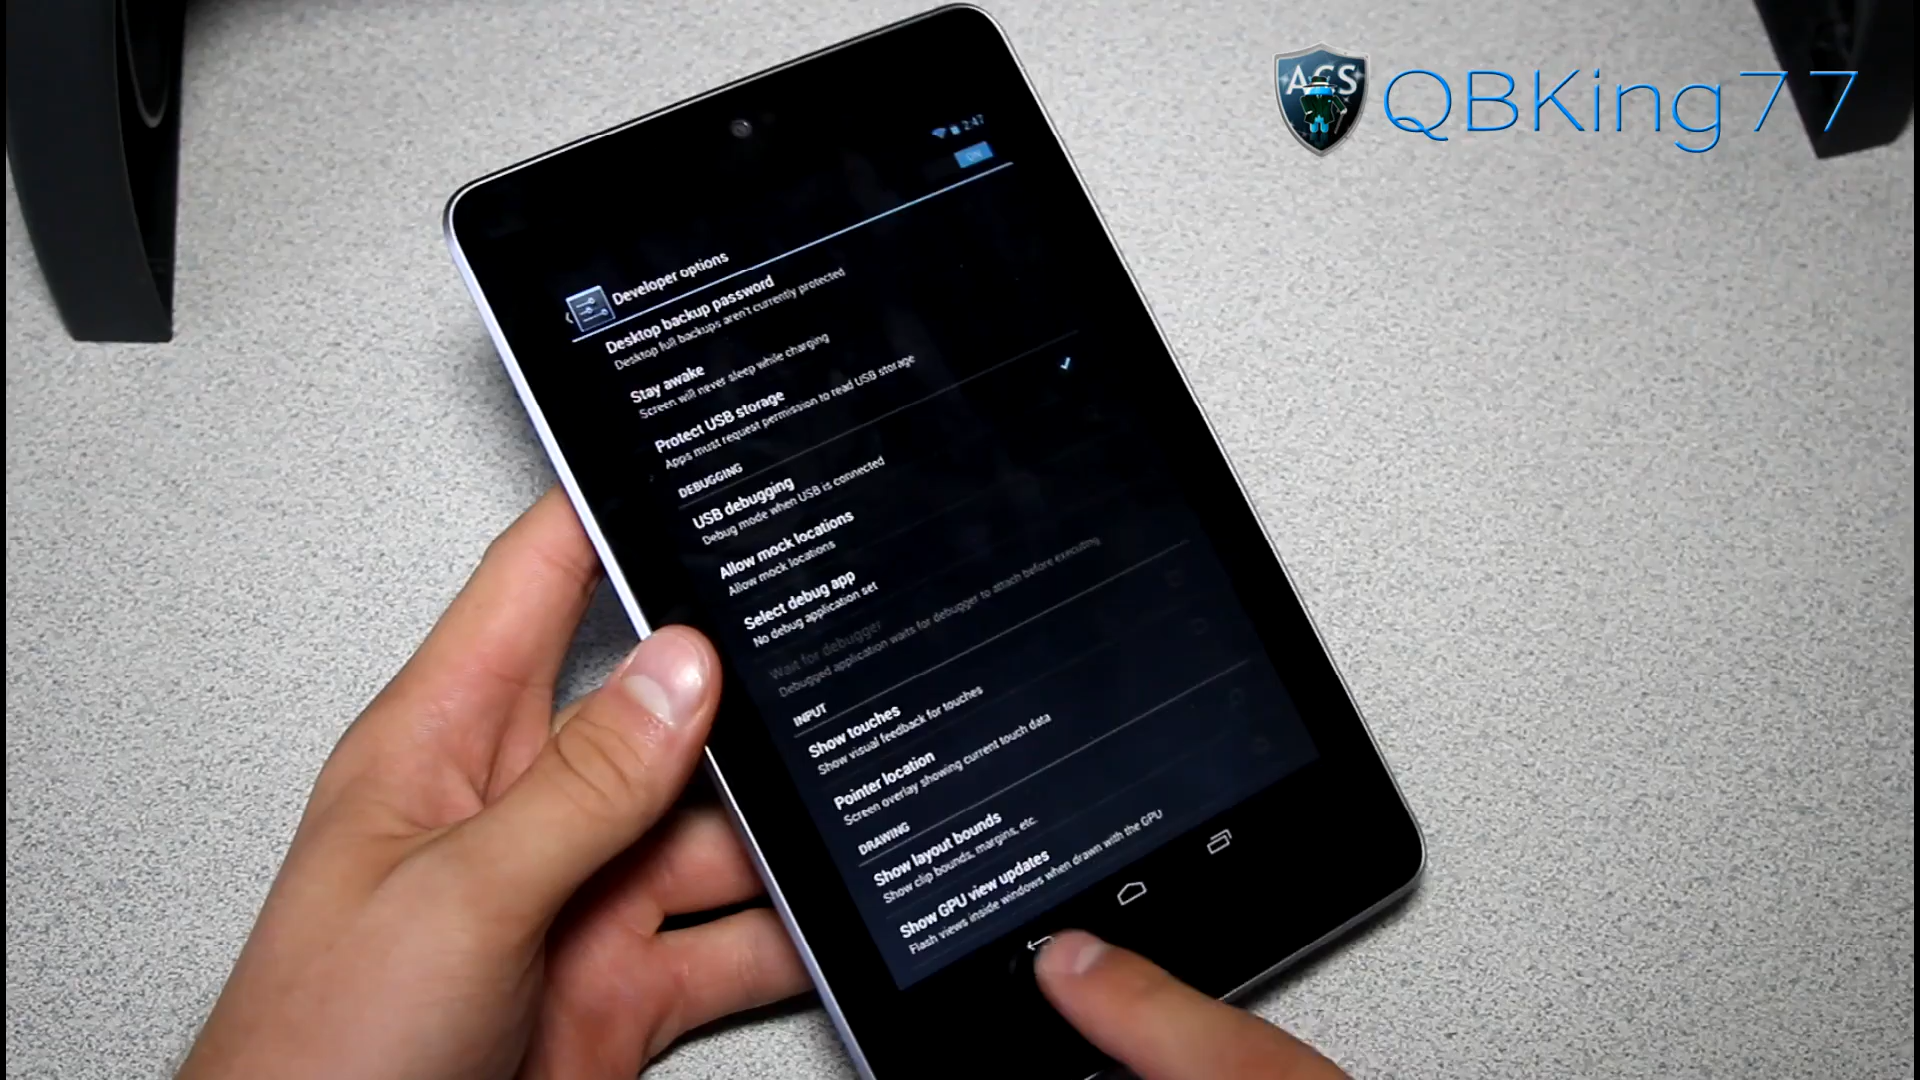 ACS
QBKing77
2:47
ON
Developer options
Desktop backup password
Desktop full backups aren't currently protected
Stay awake
Screen will never sleep while charging
Protect USB storage
Apps must request permission to read USB storage
DEBUGGING
USB debugging
Debug mode when USB is connected
Allow mock locations
Allow mock locations
Select debug app
No debug application set
Wait for debugger
Debugged application waits for debugger to attach before executing
INPUT
Show touches
Show visual feedback for touches
Pointer location
Screen overlay showing current touch data
DRAWING
Show layout bounds
Show clip bounds, margins, etc.
Show GPU view updates
Flash views inside windows when drawn with the GPU